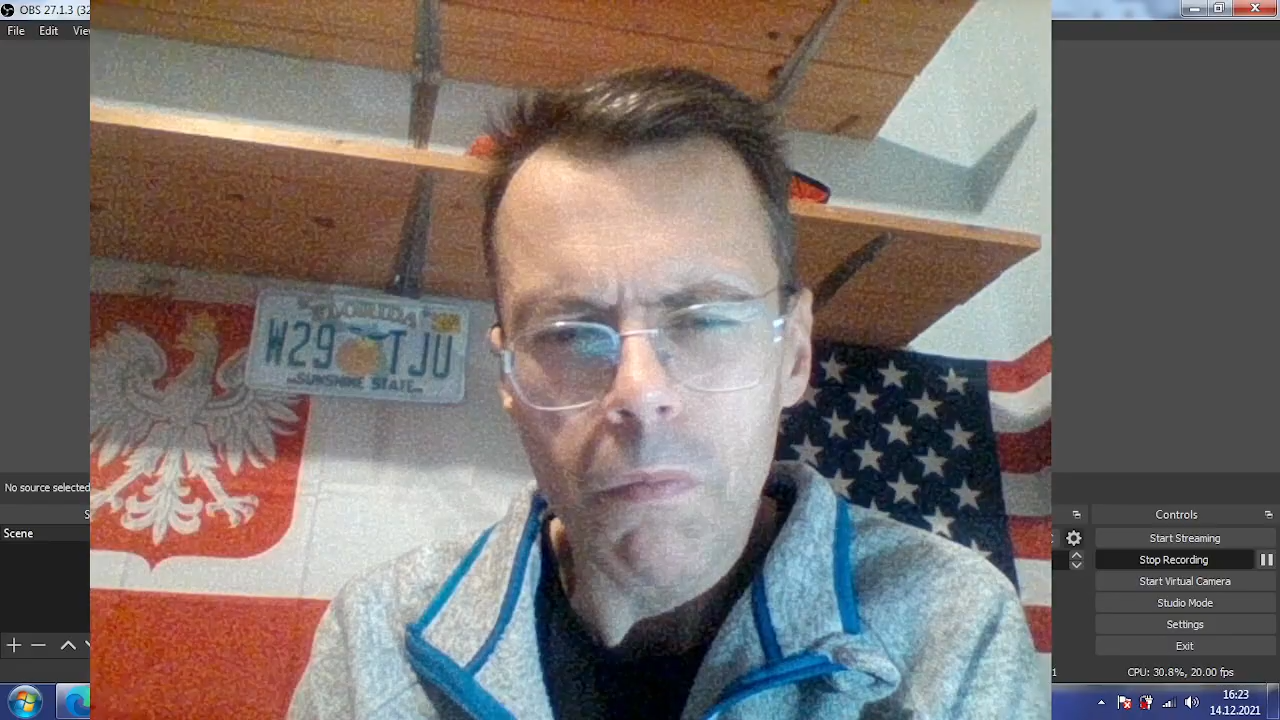 OBS 27.1.3 (32
File Edit
FLORIDA
W29 TJU
SUNSHINE STATE
No source selected
Scene
Controls
Start Streaming
Stop Recording
Start Virtual Camera
Studio Mode
Settings
Exit
CPU: 30.8%, 20.00 fps
16:23
14.12.2021